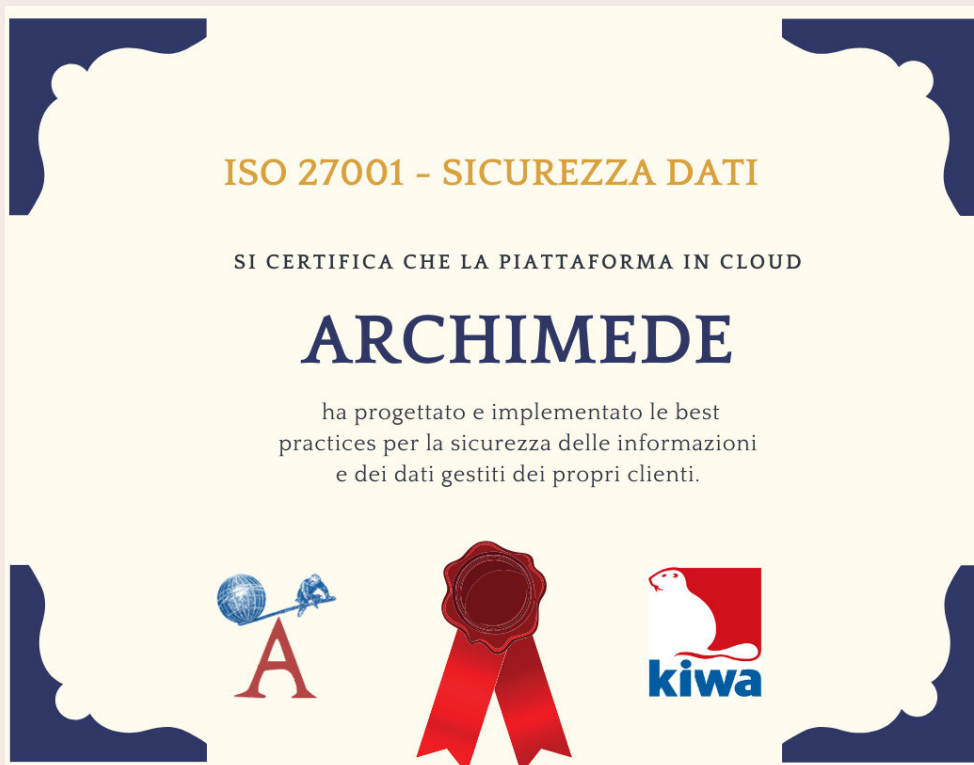 ISO 27001 - SICUREZZA DATI
SI CERTIFICA CHE LA PIATTAFORMA IN CLOUD
ARCHIMEDE
ha progettato e implementato le best
practices per la sicurezza delle informazioni
e dei dati gestiti dei propri clienti.
A
kiwa